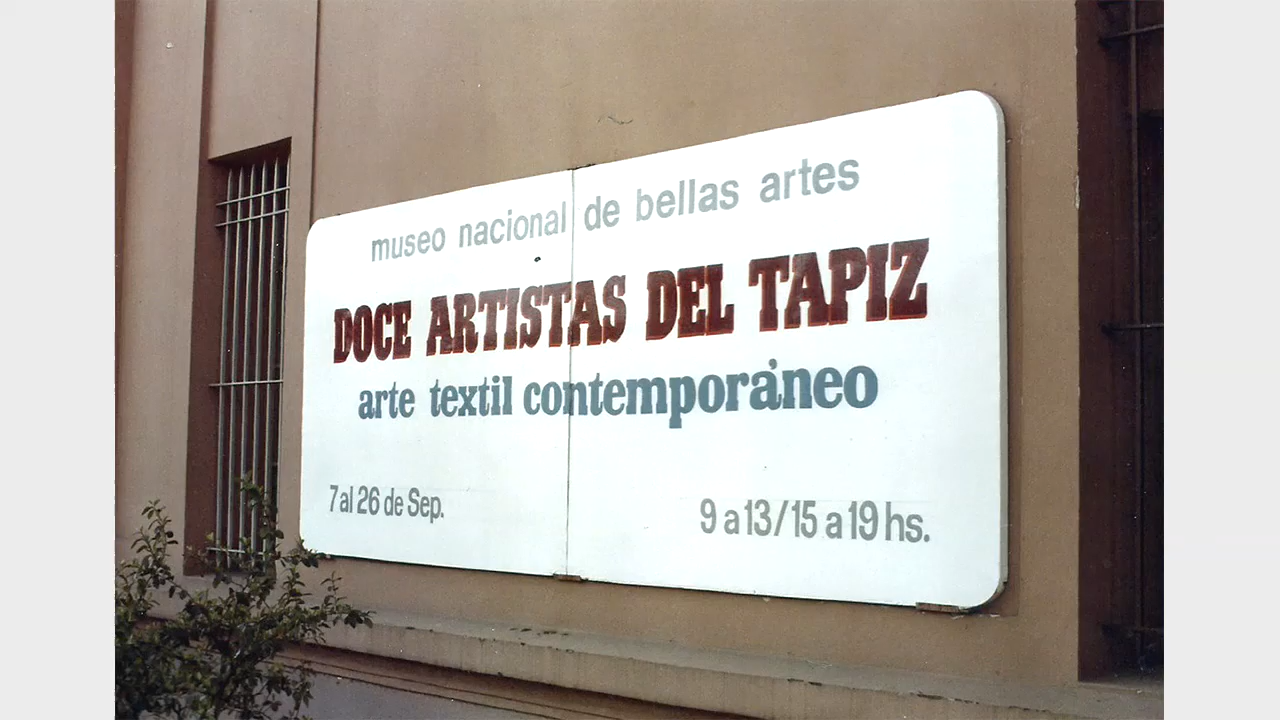 museo nacional de bellas artes
DOCE ARTISTAS DEL TAPIZ
arte textil contemporáneo
7 al 26 de Sep.
9 a 13/15 a 19 hs.